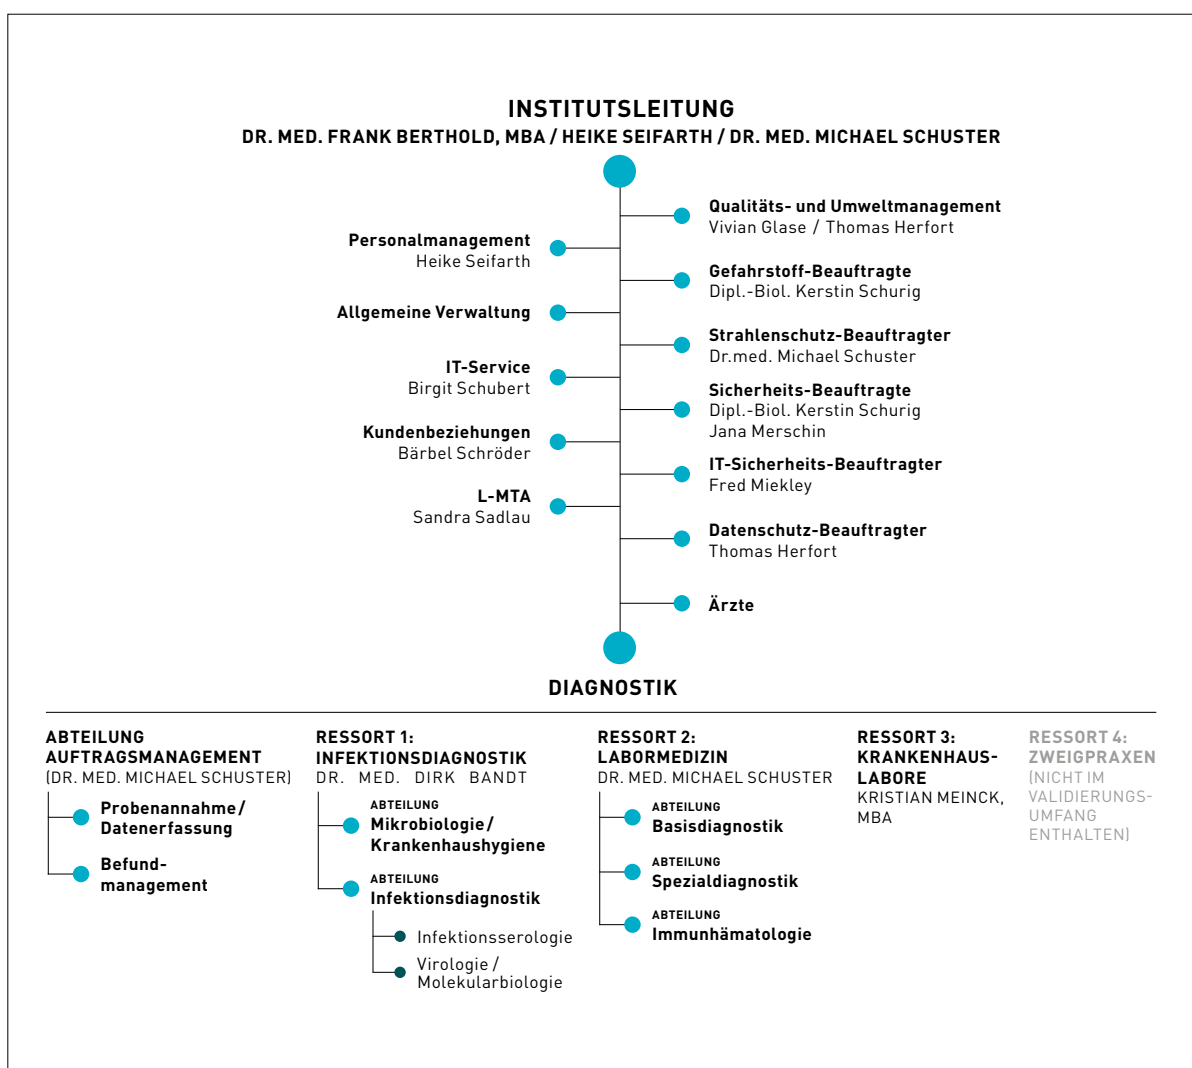 INSTITUTSLEITUNG
DR. MED. FRANK BERTHOLD, MBA / HEIKE SEIFARTH / DR. MED. MICHAEL SCHUSTER
Personalmanagement
Heike Seifarth
Allgemeine Verwaltung
IT-Service
Birgit Schubert
Kundenbeziehungen
Bärbel Schröder
L-MTA
Sandra Sadlau
Qualitäts- und Umweltmanagement
Vivian Glase / Thomas Herfort
Gefahrstoff-Beauftragte
Dipl.-Biol. Kerstin Schurig
Strahlenschutz-Beauftragter
Dr.med. Michael Schuster
Sicherheits-Beauftragte
Dipl.-Biol. Kerstin Schurig
Jana Merschin
IT-Sicherheits-Beauftragter
Fred Miekley
Datenschutz-Beauftragter
Thomas Herfort
Ärzte
DIAGNOSTIK
ABTEILUNG
AUFTRAGSMANAGEMENT
(DR. MED. MICHAEL SCHUSTER)
Probenannahme/
Datenerfassung
Befund-
management
RESSORT 1:
INFEKTIONSDIAGNOSTIK
DR. MED. DIRK BANDT
ABTEILUNG
Mikrobiologie/
Krankenhaushygiene
ABTEILUNG
Infektionsdiagnostik
Infektionsserologie
Virologie /
Molekularbiologie
RESSORT 2:
LABORMEDIZIN
DR. MED. MICHAEL SCHUSTER
ABTEILUNG
Basisdiagnostik
ABTEILUNG
Spezialdiagnostik
ABTEILUNG
Immunhämatologie
RESSORT 3:
KRANKENHAUS-
LABORE
KRISTIAN MEINCK,
MBA
RESSORT 4:
ZWEIGPRAXEN
(NICHT IM
VALIDIERUNGS-
UMFANG
ENTHALTEN)